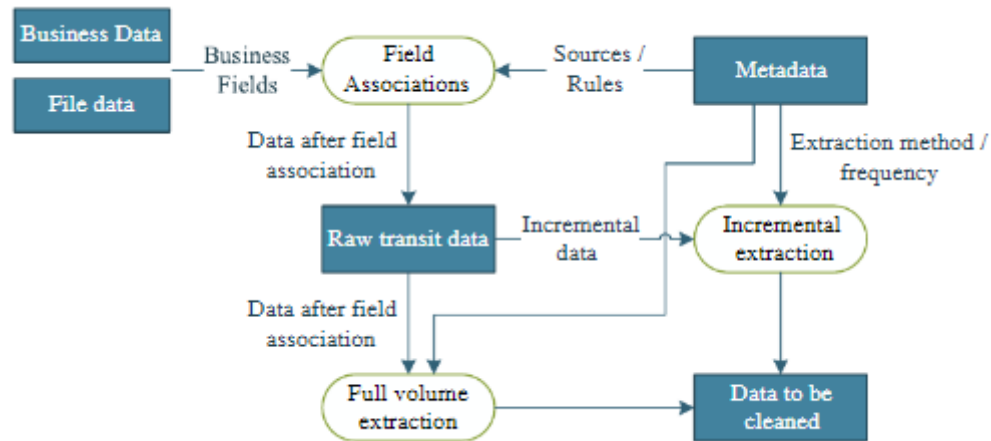 Business Data
File data
Business
Fields
Field
Associations
Sources /
Rules
Metadata
Data after field
association
Extraction method /
frequency
Raw transit data
Incremental
data
Incremental
extraction
Data after field
association
Full volume
extraction
Data to be
cleaned